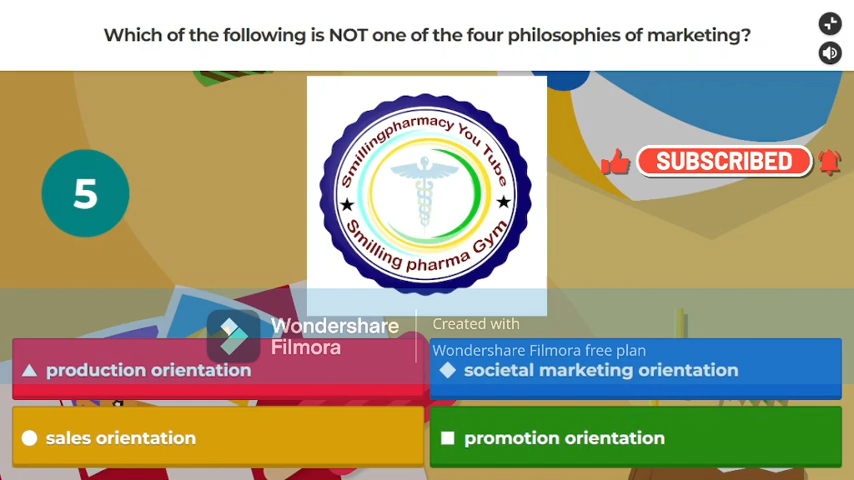 Which of the following is NOT one of the four philosophies of marketing?
5
Smillingpharmacy You Tube
Smilling pharma Gym
SUBSCRIBED
Wondershare
Filmora
Created with
Wondershare Filmora free plan
production orientation
societal marketing orientation
sales orientation
promotion orientation